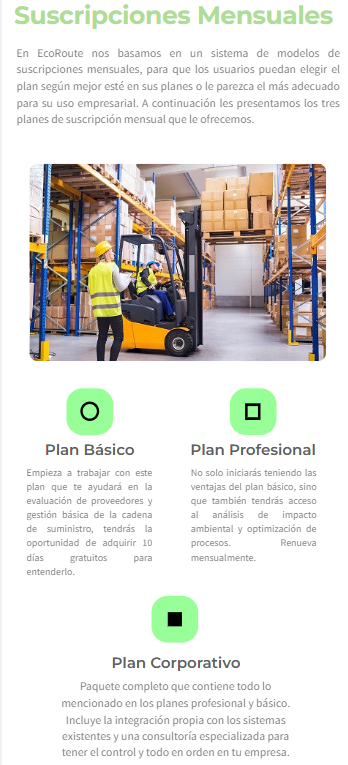 Suscripciones Mensuales
En EcoRoute nos basamos en un sistema de modelos de
suscripciones mensuales, para que los usuarios puedan elegir el
plan según mejor esté en sus planes o le parezca el más adecuado
para su uso empresarial. A continuación les presentamos los tres
planes de suscripción mensual que le ofrecemos.
Plan Básico
Empieza a trabajar con este
plan que te ayudará en la
evaluación de proveedores y
gestión básica de la cadena
de suministro, tendrás la
oportunidad de adquirir 10
días gratuitos para
entenderlo.
Plan Profesional
No solo iniciarás teniendo las
ventajas del plan básico, sino
que también tendrás acceso
al análisis de impacto
ambiental y optimización de
procesos. Renueva
mensualmente.
Plan Corporativo
Paquete completo que contiene todo lo
mencionado en los planes profesional y básico.
Incluye la integración propia con los sistemas
existentes y una consultoría especializada para
tener el control y todo en orden en tu empresa.